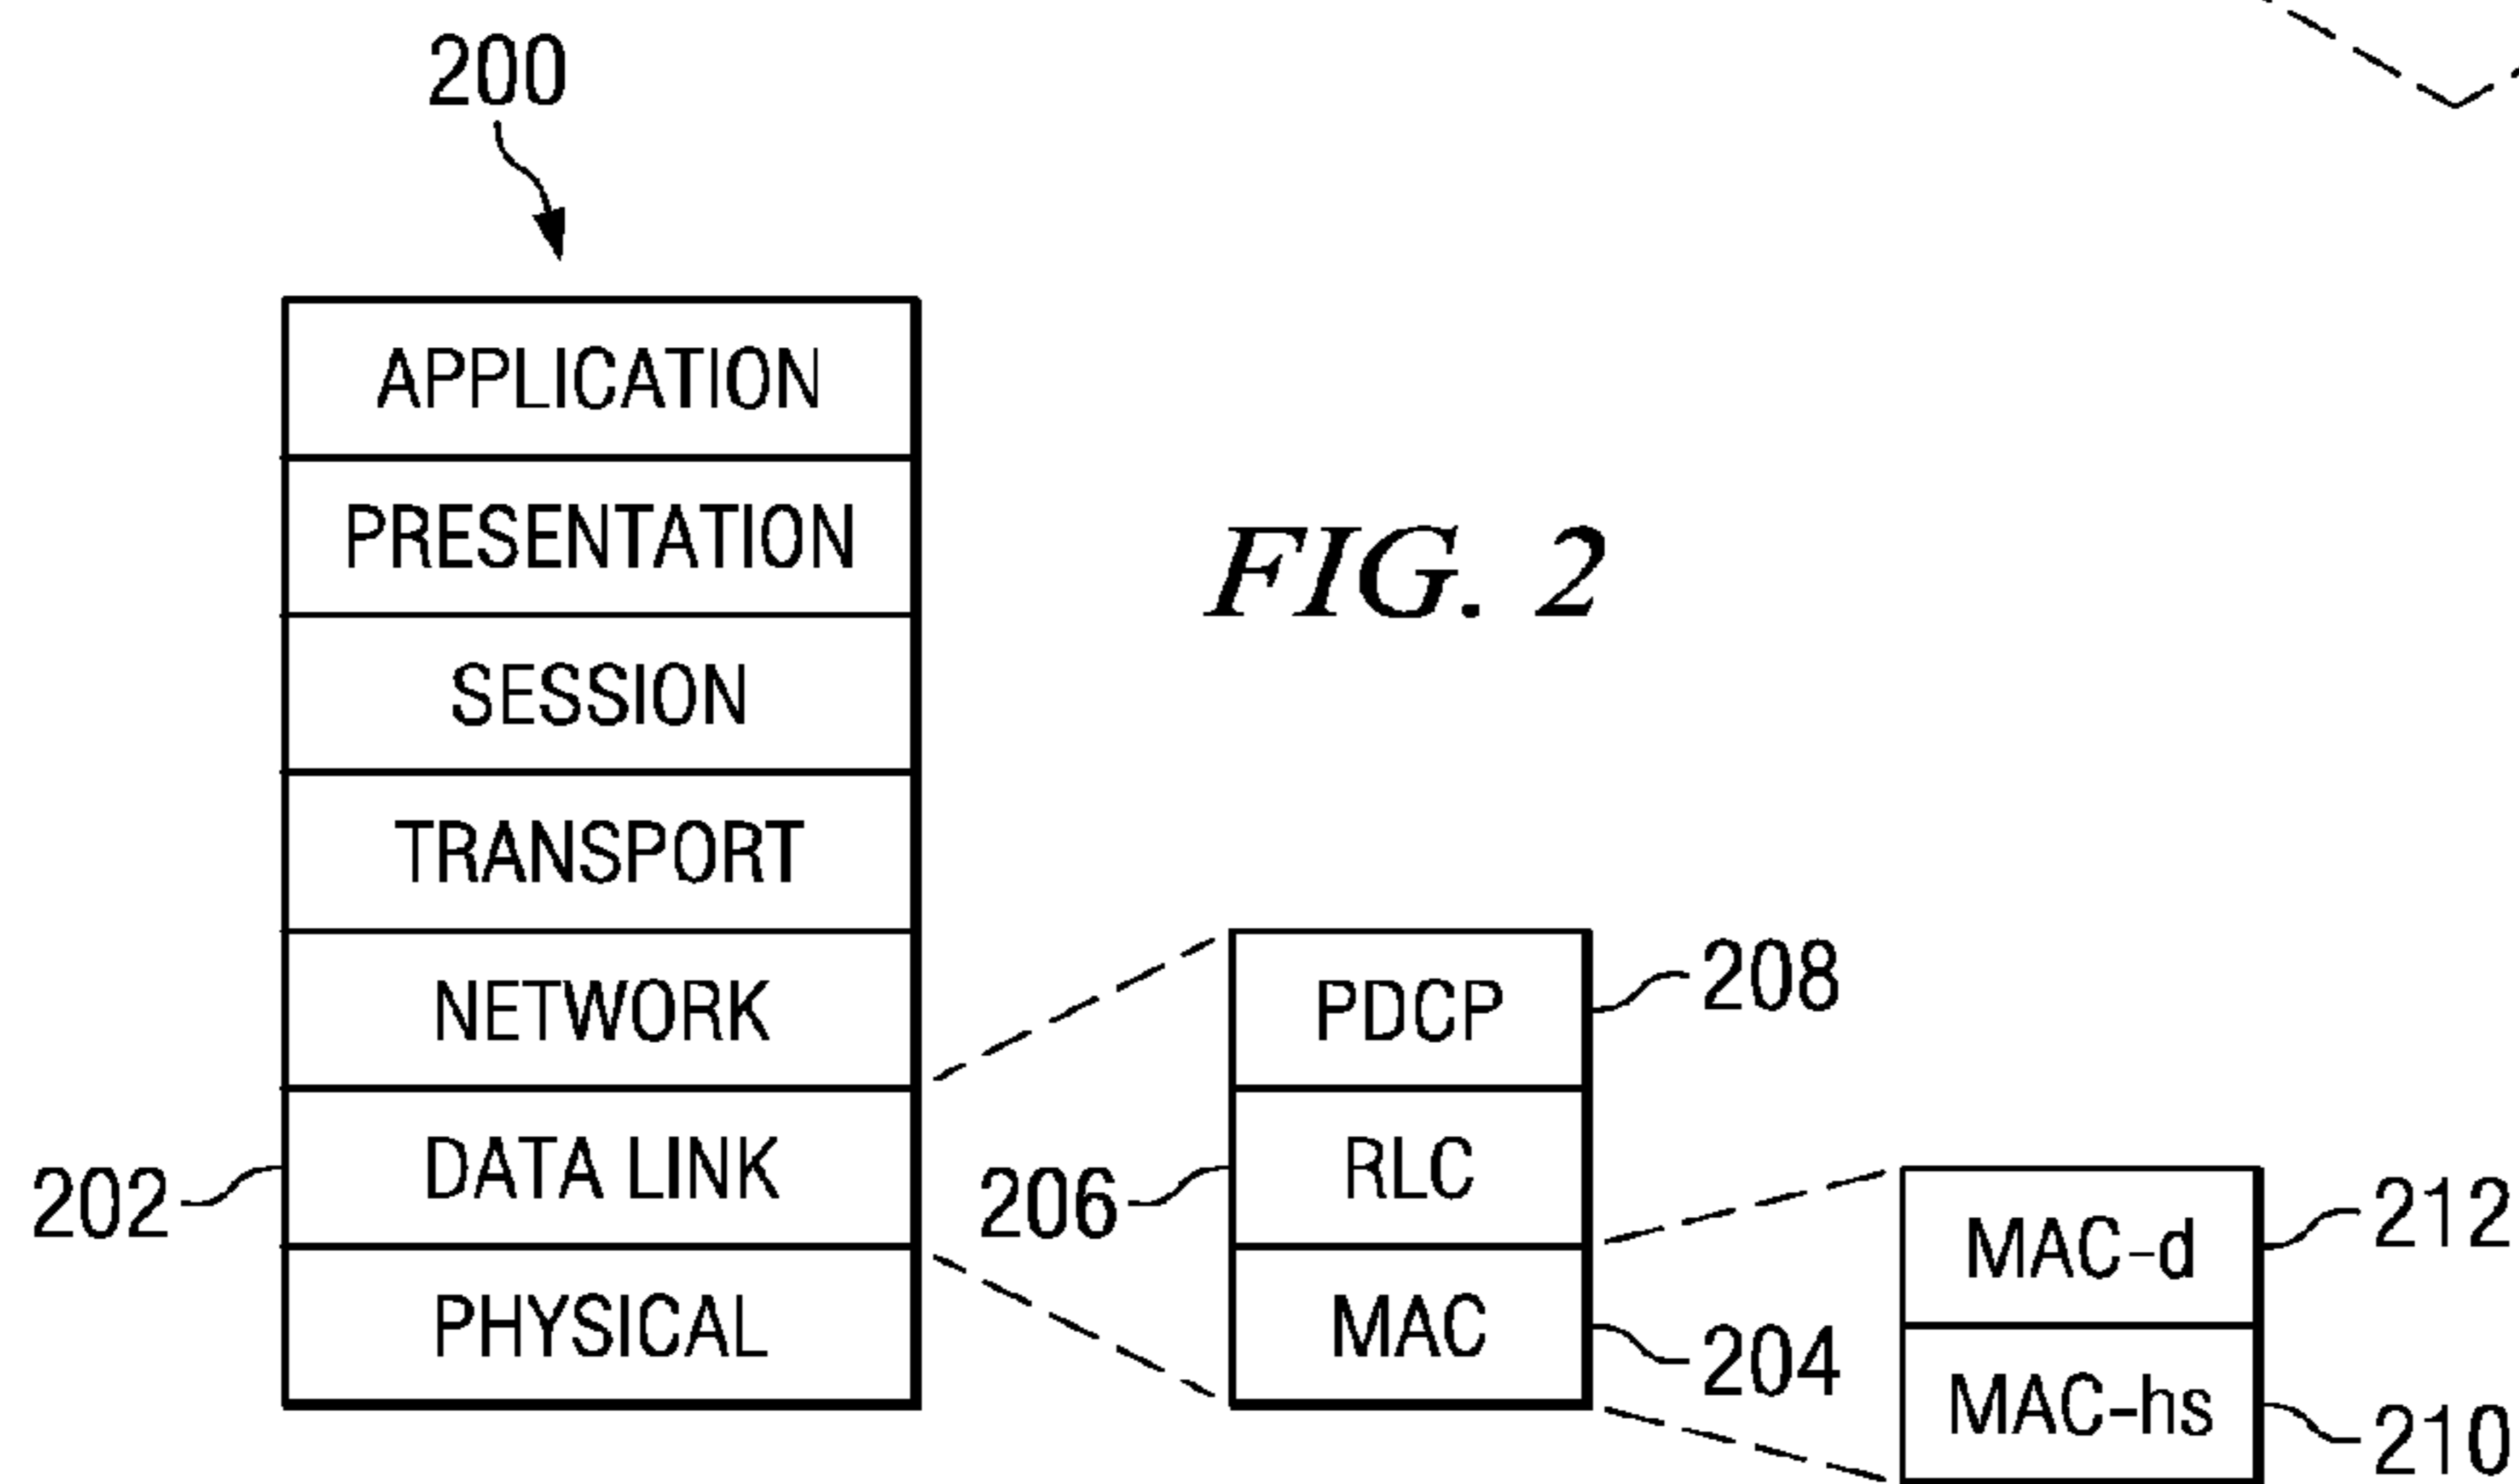 200
APPLICATION
PRESENTATION
SESSION
TRANSPORT
NETWORK
DATA LINK
PHYSICAL
202
FIG. 2
PDCP
RLC
MAC
208
206
204
MAC-d
MAC-hs
212
210